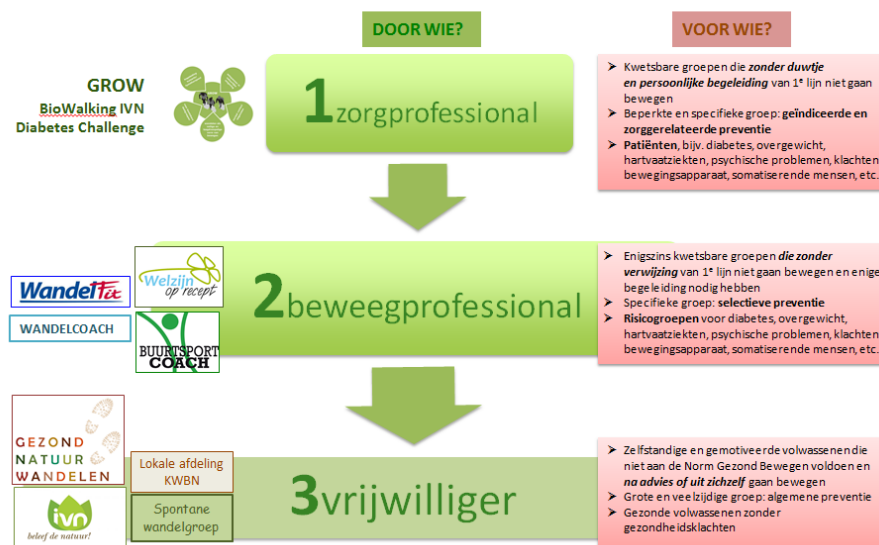 DOOR WIE?
VOOR WIE?
GROW
BioWalking IVN
Diabetes Challenge
1 zorgprofessional
➤ Kwetsbare groepen die zonder duwtje
en persoonlijke begeleiding van 1e lijn niet gaan
bewegen
➤ Beperkte en specifieke groep: geïndiceerde en
zorggerelateerde preventie
➤ Patiënten, bijv. diabetes, overgewicht,
hartvaatziekten, psychische problemen, klachten
bewegingsapparaat, somatiserende mensen, etc.
WandelFit
Welzijn
op recept
WANDELCOACH
BUURTSPORT
COACH
2 beweegprofessional
➤ Enigszins kwetsbare groepen die zonder
verwijzing van 1e lijn niet gaan bewegen en enige
begeleiding nodig hebben
➤ Specifieke groep: selectieve preventie
➤ Risicogroepen voor diabetes, overgewicht,
hartvaatziekten, psychische problemen, klachten
bewegingsapparaat, somatiserende mensen, etc.
GEZOND
NATUUR
WANDELEN
Lokale afdeling
KWBN
ivn
beleef de natuur!
Spontane
wandelgroep
3 vrijwilliger
➤ Zelfstandige en gemotiveerde volwassenen die
niet aan de Norm Gezond Bewegen voldoen en
na advies of uit zichzelf gaan bewegen
➤ Grote en veelzijdige groep: algemene preventie
➤ Gezonde volwassenen zonder
gezondheidsklachten